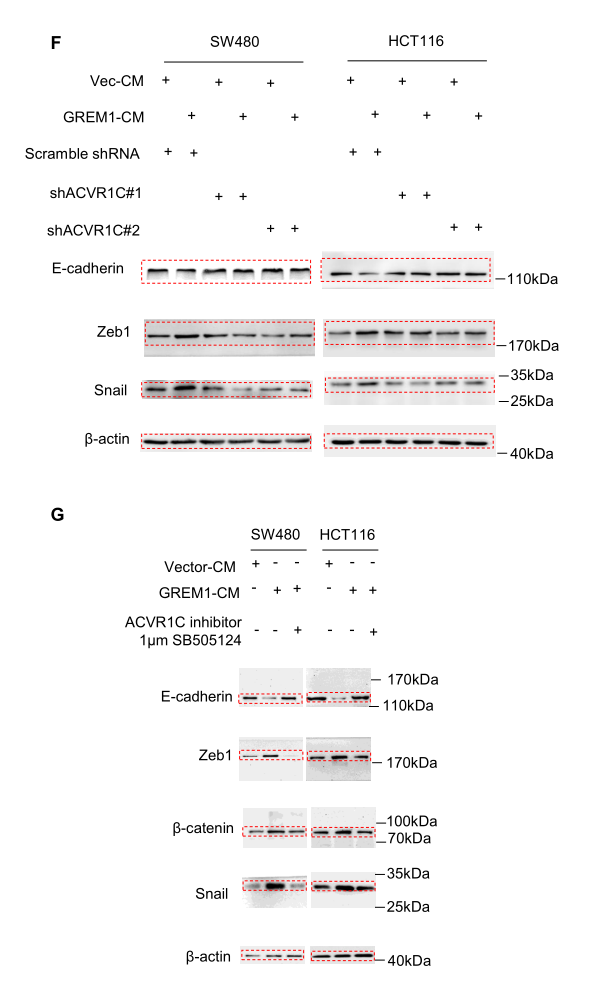 F
SW480 HCT116
Vec-CM + + + + + +
GREM1-CM + + + + + +
Scramble shRNA + + + +
shACVR1C#1 + + + +
shACVR1C#2 + + + +
E-cadherin
110kDa
Zeb1
170kDa
Snail
35kDa
25kDa
β-actin
40kDa
G
SW480 HCT116
Vector-CM + - - + - -
GREM1-CM - + + - + +
ACVR1C inhibitor
1μm SB505124 - - + - - +
E-cadherin
170kDa
110kDa
Zeb1
170kDa
β-catenin
100kDa
70kDa
Snail
35kDa
25kDa
β-actin
40kDa